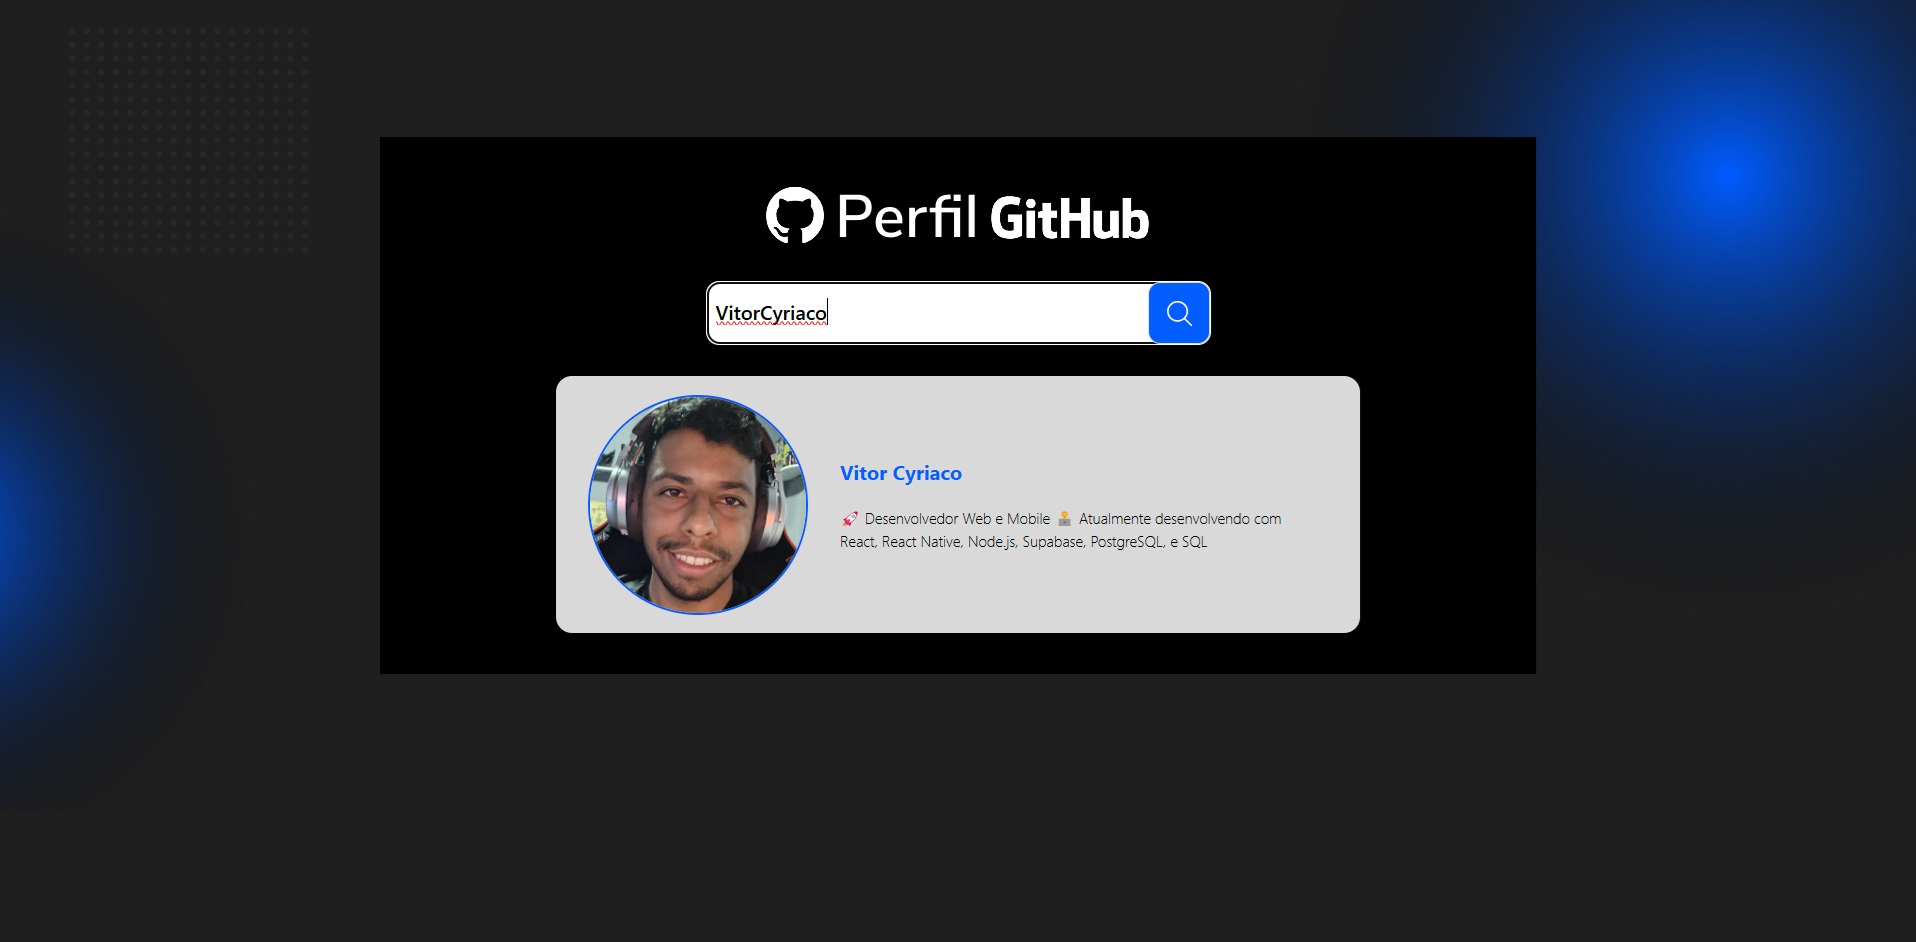 Perfil GitHub
VitorCyriaco
Vitor Cyriaco
🚀 Desenvolvedor Web e Mobile 👨‍💻 Atualmente desenvolvendo com
React, React Native, Node.js, Supabase, PostgreSQL, e SQL